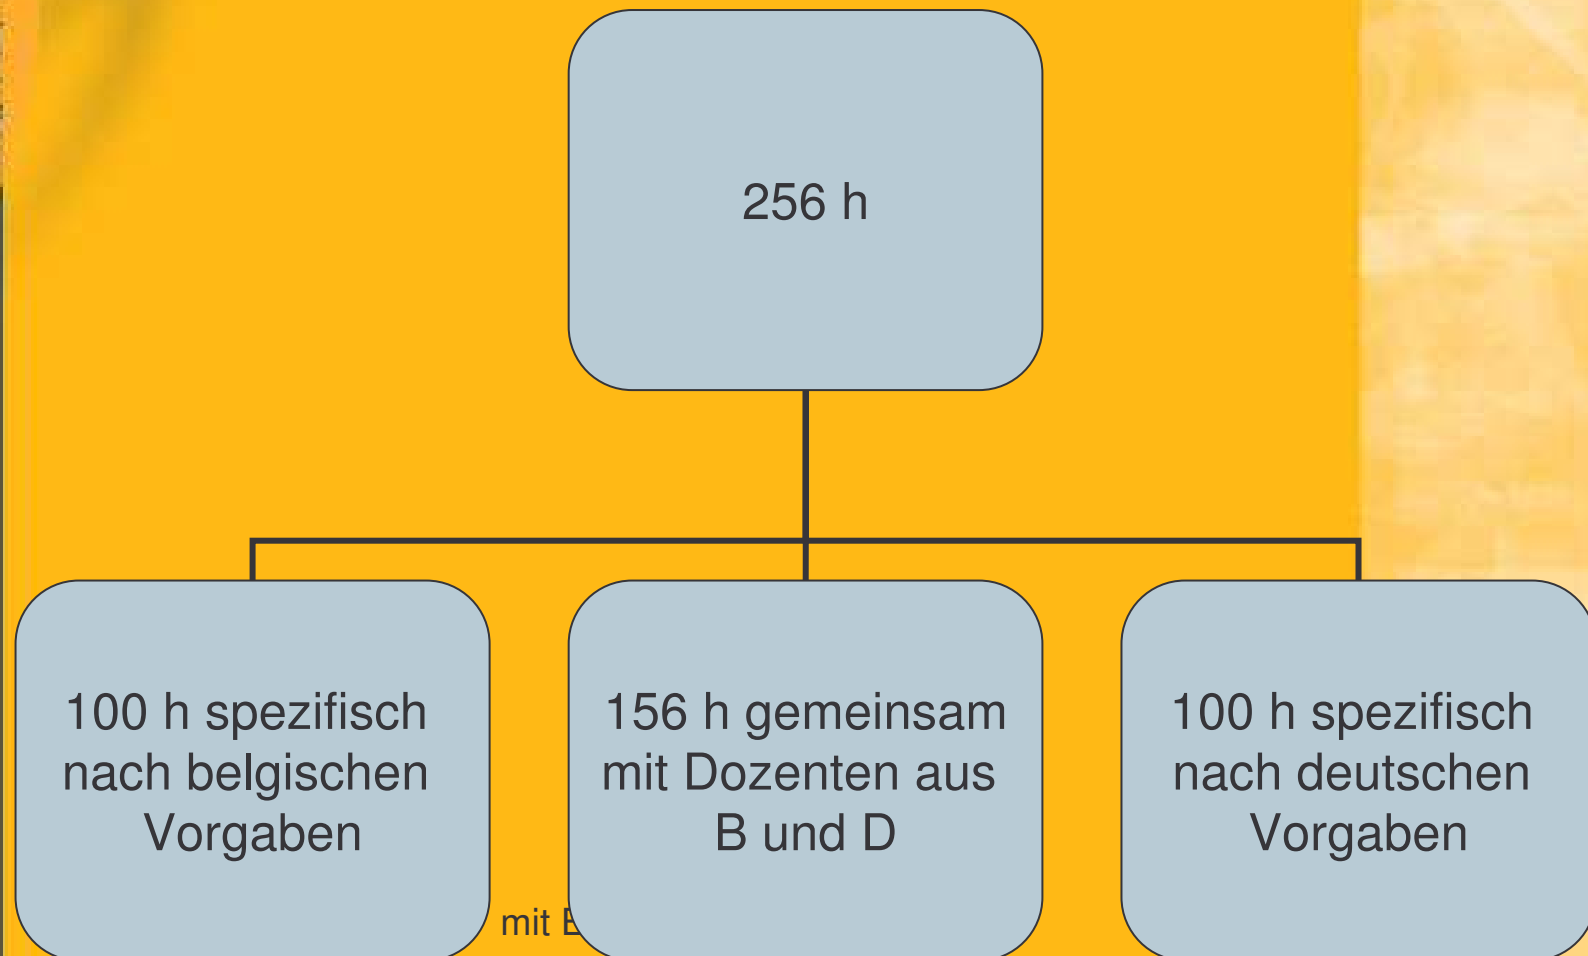 256 h
100 h spezifisch
nach belgischen
Vorgaben
156 h gemeinsam
mit Dozenten aus
B und D
100 h spezifisch
nach deutschen
Vorgaben
mit